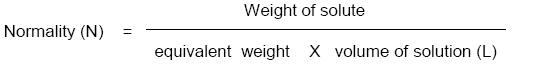 Weight of solute
Normality (N) =
equivalent weight X volume of solution (L)